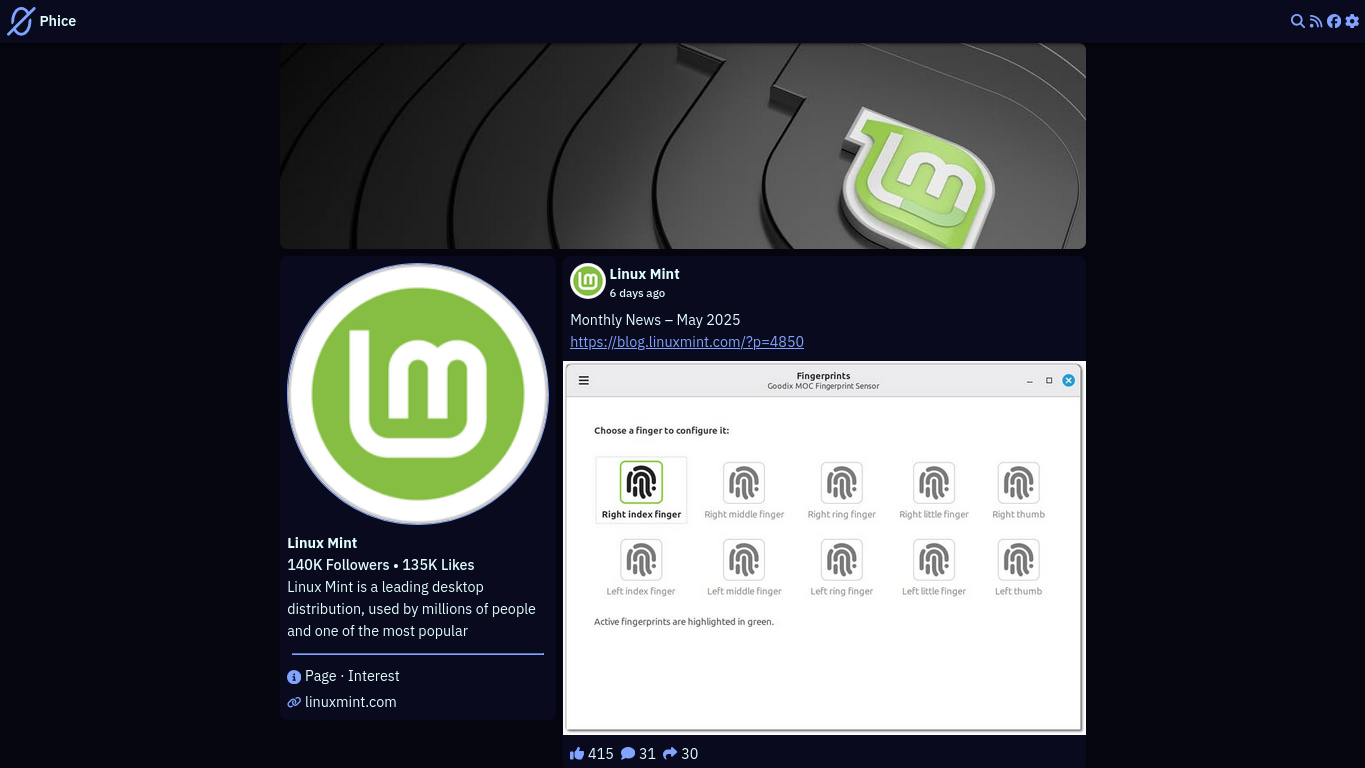 Phice
Linux Mint
140K Followers • 135K Likes
Linux Mint is a leading desktop
distribution, used by millions of people
and one of the most popular
Page · Interest
linuxmint.com
Linux Mint
6 days ago
Monthly News – May 2025
https://blog.linuxmint.com/?p=4850
Fingerprints
Goodix MOC Fingerprint Sensor
Choose a finger to configure it:
Right index finger Right middle finger Right ring finger Right little finger Right thumb
Left index finger Left middle finger Left ring finger Left little finger Left thumb
Active fingerprints are highlighted in green.
415 31 30